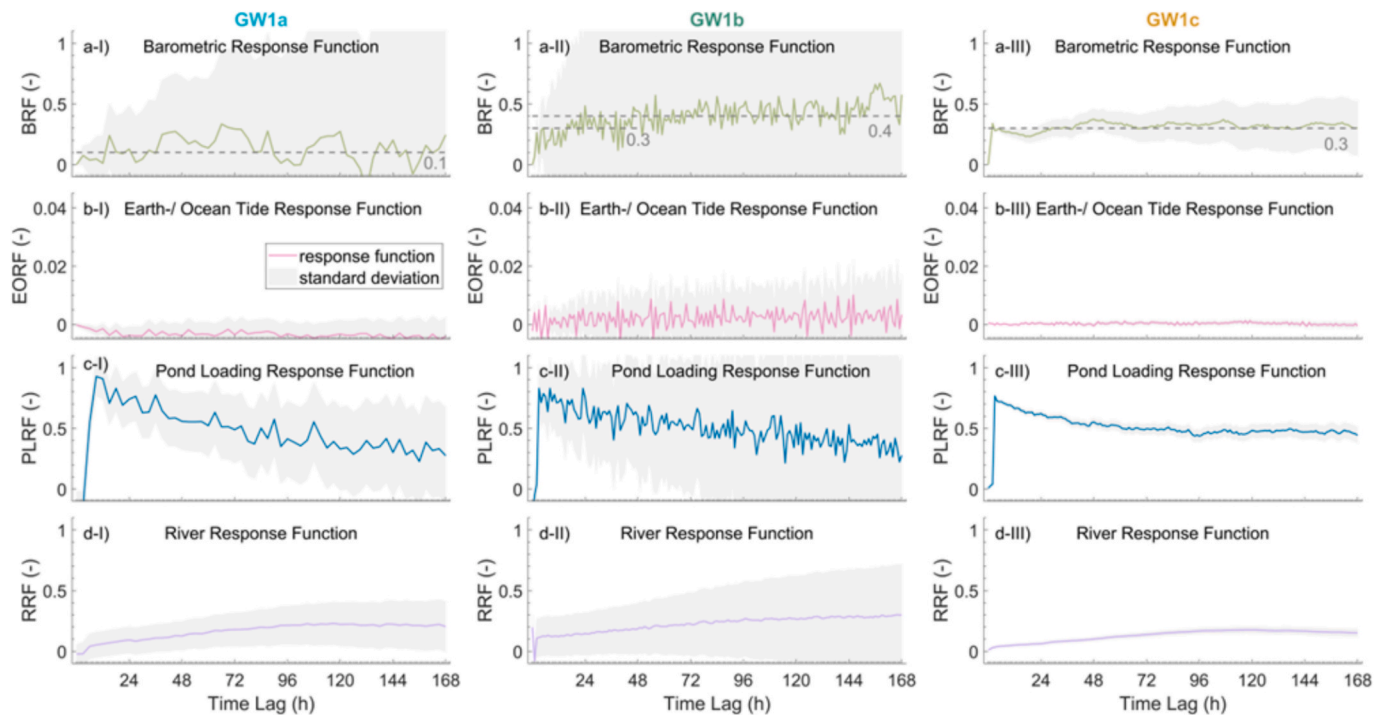 GW1a
GW1b
GW1c
a-I) Barometric Response Function
a-II) Barometric Response Function
a-III) Barometric Response Function
BRF (-)
1
0.5
0
0.1
BRF (-)
1
0.5
0
0.3
0.4
BRF (-)
1
0.5
0
0.3
b-I) Earth-/ Ocean Tide Response Function
b-II) Earth-/ Ocean Tide Response Function
b-III) Earth-/ Ocean Tide Response Function
EORF (-)
0.04
0.02
0
response function
standard deviation
EORF (-)
0.04
0.02
0
EORF (-)
0.04
0.02
0
c-I) Pond Loading Response Function
c-II) Pond Loading Response Function
c-III) Pond Loading Response Function
PLRF (-)
1
0.5
0
PLRF (-)
1
0.5
0
PLRF (-)
1
0.5
0
d-I) River Response Function
d-II) River Response Function
d-III) River Response Function
RRF (-)
1
0.5
0
RRF (-)
1
0.5
0
RRF (-)
1
0.5
0
24 48 72 96 120 144 168
24 48 72 96 120 144 168
24 48 72 96 120 144 168
Time Lag (h)
Time Lag (h)
Time Lag (h)